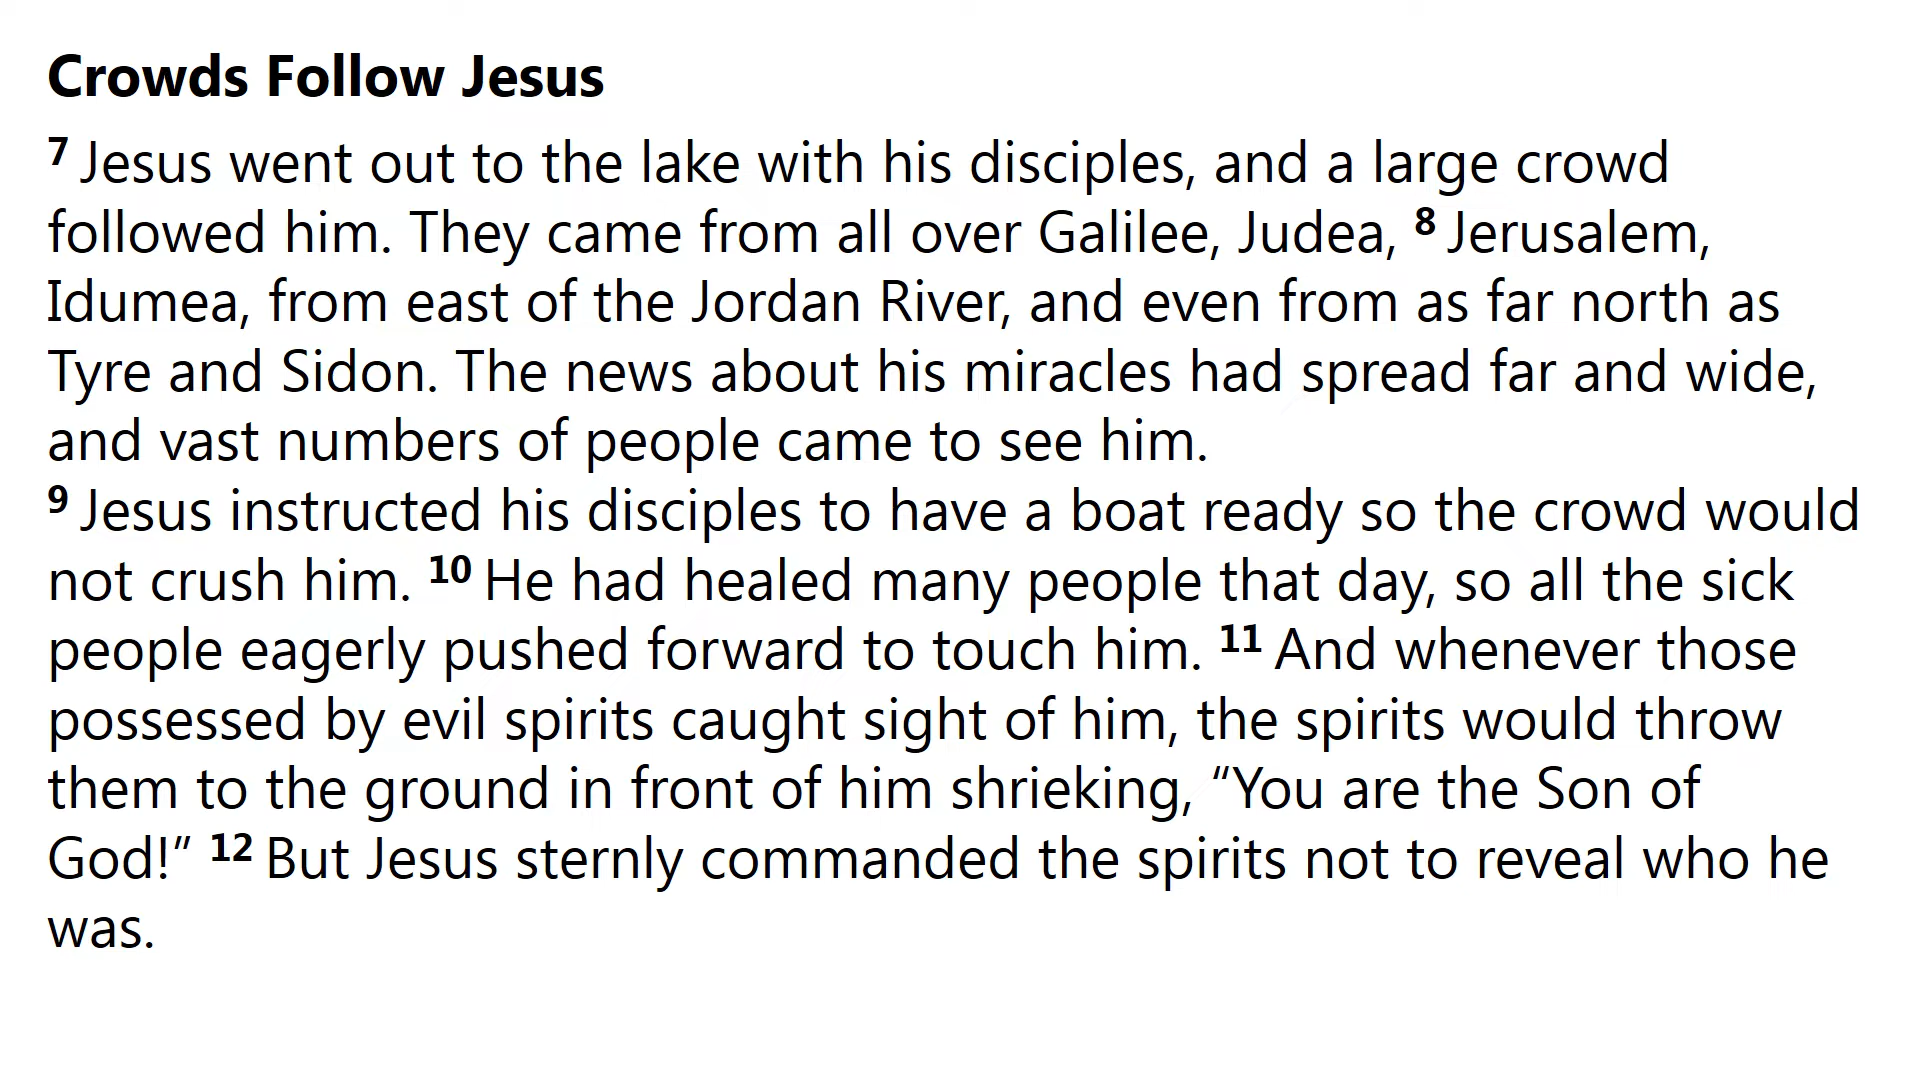 Crowds Follow Jesus
7 Jesus went out to the lake with his disciples, and a large crowd
followed him. They came from all over Galilee, Judea, 8 Jerusalem,
Idumea, from east of the Jordan River, and even from as far north as
Tyre and Sidon. The news about his miracles had spread far and wide,
and vast numbers of people came to see him.
9 Jesus instructed his disciples to have a boat ready so the crowd would
not crush him. 10 He had healed many people that day, so all the sick
people eagerly pushed forward to touch him. 11 And whenever those
possessed by evil spirits caught sight of him, the spirits would throw
them to the ground in front of him shrieking, “You are the Son of
God!” 12 But Jesus sternly commanded the spirits not to reveal who he
was.